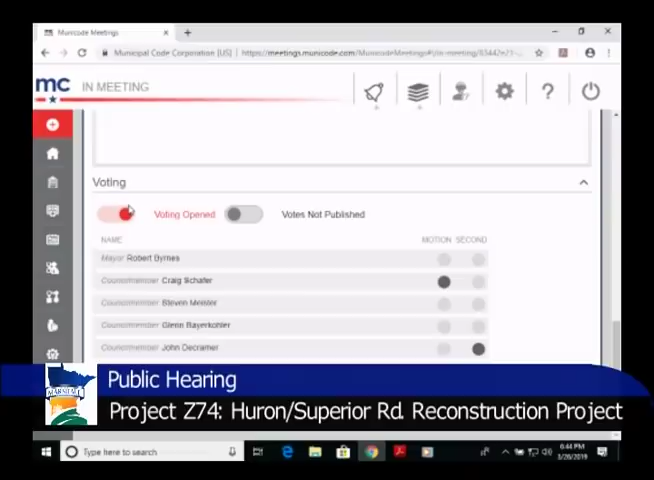 Municode Meetings
Municipal Code Corporation [US] | https://meetings.municode.com/MunicodeMeetings#/in-meeting/83442e21-...
mc IN MEETING
Voting
Voting Opened Votes Not Published
NAME MOTION SECOND
Mayor Robert Byrnes
Councilmember Craig Schafer
Councilmember Steven Meister
Councilmember Glenn Bayerkohler
Councilmember John Decramer
MARSHALL
Public Hearing
Project Z74: Huron/Superior Rd. Reconstruction Project
Type here to search
6:44 PM
3/26/2019